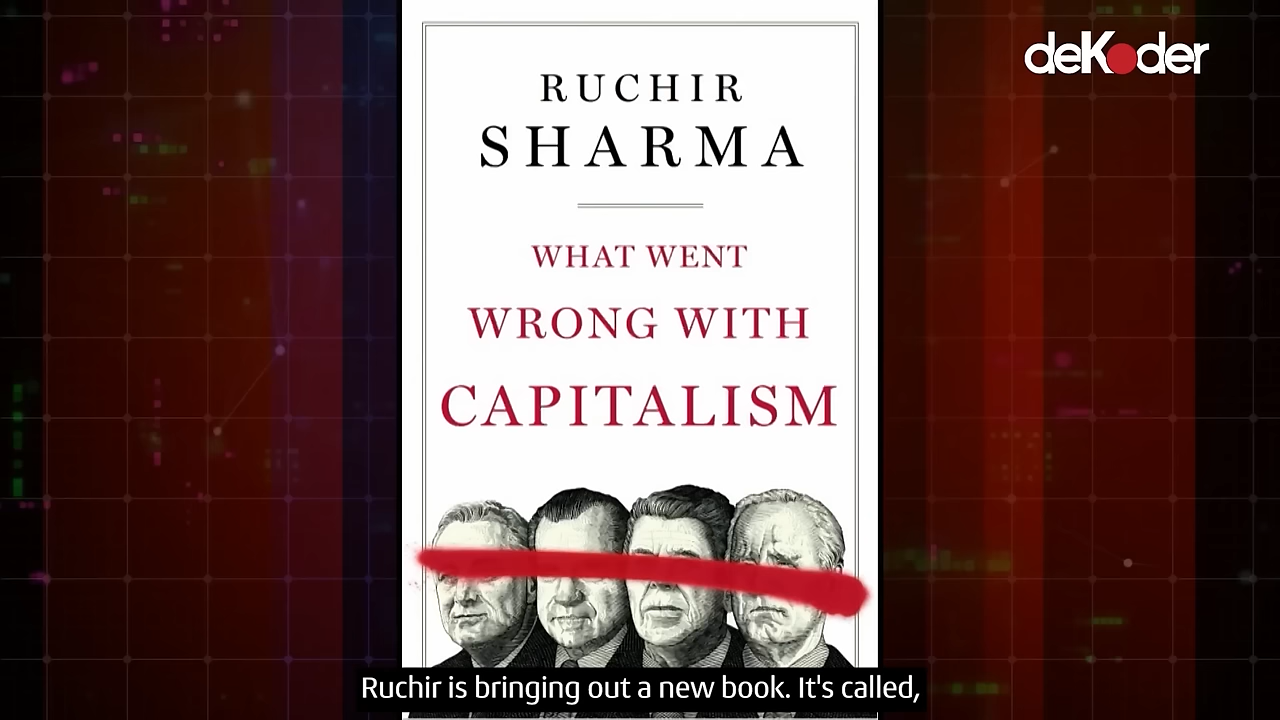 deKoder
RUCHIR
SHARMA
WHAT WENT
WRONG WITH
CAPITALISM
Ruchir is bringing out a new book. It's called,